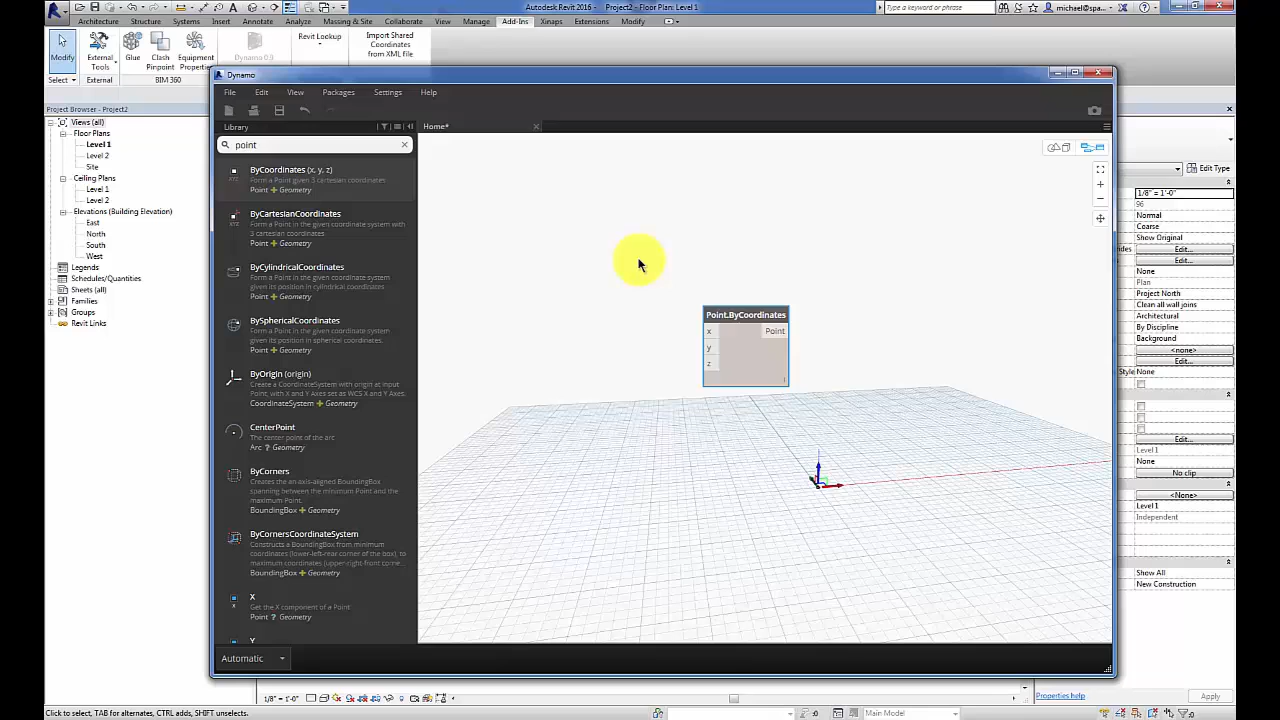 Autodesk Revit 2016 - Project2 - Floor Plan: Level 1
Type a keyword or phrase
michael@spa...
Architecture Structure Systems Insert Annotate Analyze Massing & Site Collaborate View Manage Add-Ins Xinaps Extensions Modify
Modify
External
Tools
Glue
Clash
Pinpoint
Equipment
Properties
Dynamo 0.9
Revit Lookup
Import Shared
Coordinates
from XML file
Select
External
BIM 360
Project Browser - Project2
Views (all)
Floor Plans
Level 1
Level 2
Site
Ceiling Plans
Level 1
Level 2
Elevations (Building Elevation)
East
North
South
West
Legends
Schedules/Quantities
Sheets (all)
Families
Groups
Revit Links
Dynamo
File Edit View Packages Settings Help
Library
Home*
point
ByCoordinates (x, y, z)
Form a Point given 3 cartesian coordinates
Point + Geometry
ByCartesianCoordinates
Form a Point in the given coordinate system with
3 cartesian coordinates
Point + Geometry
ByCylindricalCoordinates
Form a Point in the given coordinate system
given its position in cylindrical coordinates
Point + Geometry
BySphericalCoordinates
Form a Point in the given coordinate system
given its position in spherical coordinates.
Point + Geometry
ByOrigin (origin)
Create a CoordinateSystem with origin at input
Point, with X and Y Axes set as WCS X and Y Axes.
CoordinateSystem + Geometry
CenterPoint
The center point of the arc
Arc ? Geometry
ByCorners
Creates the an axis-aligned BoundingBox
spanning between the minimum Point and the
maximum Point.
BoundingBox + Geometry
ByCornersCoordinateSystem
Constructs a BoundingBox from minimum
coordinates (lower-left-rear corner of the box), to
maximum coordinates (upper-right-front corne...
BoundingBox + Geometry
X
Get the X component of a Point
Point ? Geometry
Y
Automatic
Point.ByCoordinates
x Point
y
z
Edit Type
1/8" = 1'-0"
96
Normal
Coarse
Show Original
Edit...
Edit...
None
Plan
Project North
Clean all wall joins
Architectural
By Discipline
Background
<none>
Edit...
Style None
Edit...
Level 1
None
No clip
<None>
Level 1
Independent
Show All
New Construction
Properties help
Apply
1/8" = 1'-0"
Click to select, TAB for alternates, CTRL adds, SHIFT unselects.
:0
Main Model
:0